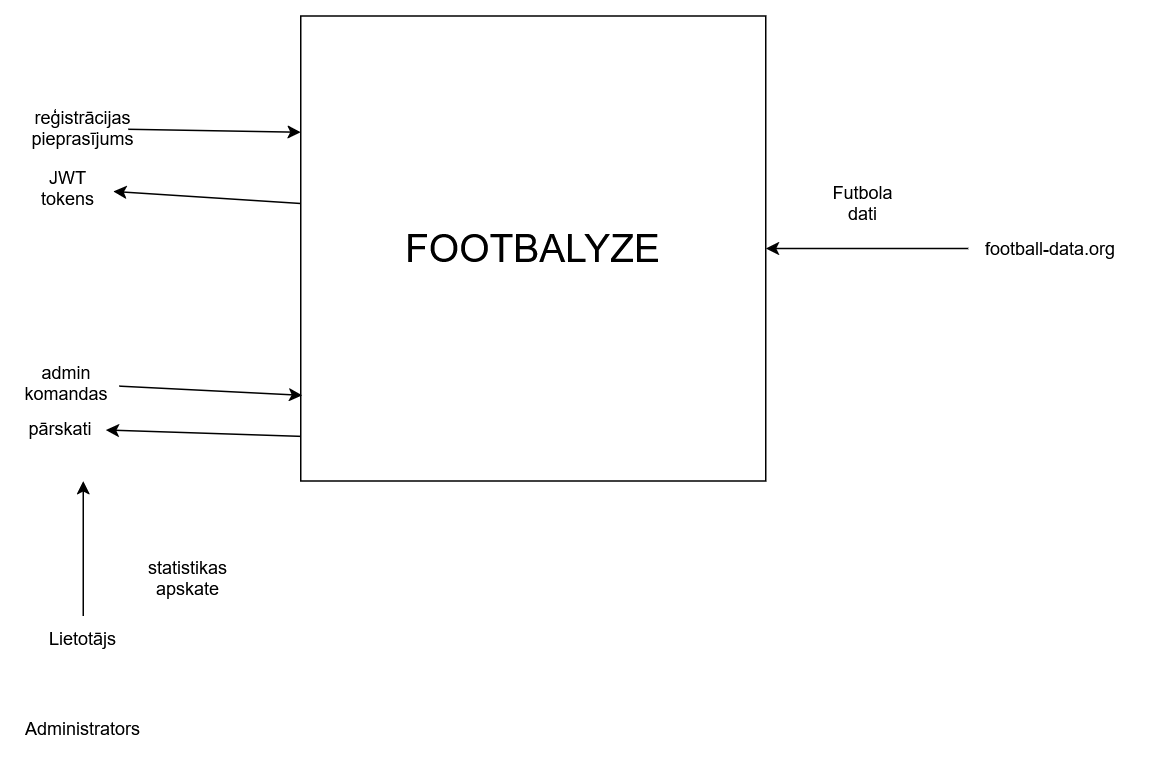 reģistrācijas
pieprasījums
JWT
tokens
FOOTBALYZE
Futbola
dati
football-data.org
admin
komandas
pārskati
statistikas
apskate
Lietotājs
Administrators